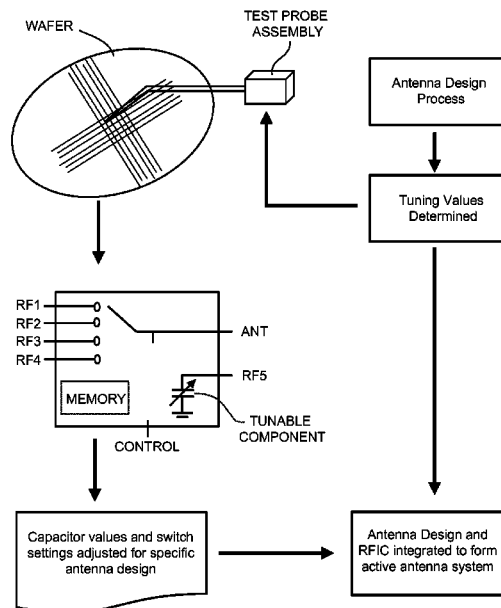 WAFER
TEST PROBE
ASSEMBLY
Antenna Design
Process
Tuning Values
Determined
RF1
RF2
RF3
RF4
ANT
RF5
MEMORY
TUNABLE
COMPONENT
CONTROL
Capacitor values and switch
settings adjusted for specific
antenna design
Antenna Design and
RFIC integrated to form
active antenna system